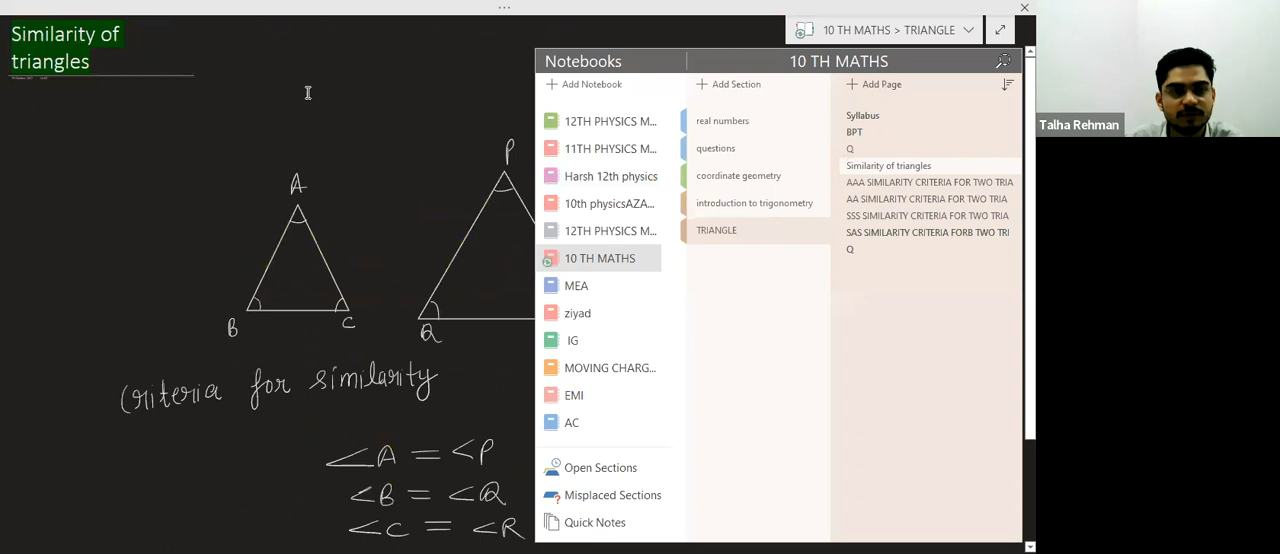 Similarity of
triangles
A
B
C
P
Q
Criteria for similarity
<A = <P
<B = <Q
<C = <R
10 TH MATHS > TRIANGLE
Notebooks
10 TH MATHS
+ Add Notebook
+ Add Section
+ Add Page
12TH PHYSICS M...
11TH PHYSICS M...
Harsh 12th physics
10th physicsAZA...
12TH PHYSICS M...
10 TH MATHS
MEA
ziyad
IG
MOVING CHARG...
EMI
AC
Open Sections
Misplaced Sections
Quick Notes
real numbers
questions
coordinate geometry
introduction to trigonometry
TRIANGLE
Syllabus
BPT
Q
Similarity of triangles
AAA SIMILARITY CRITERIA FOR TWO TRIA
AA SIMILARITY CRITERIA FOR TWO TRIA
SSS SIMILARITY CRITERIA FOR TWO TRIA
SAS SIMILARITY CRITERIA FORB TWO TRI
Q
Talha Rehman